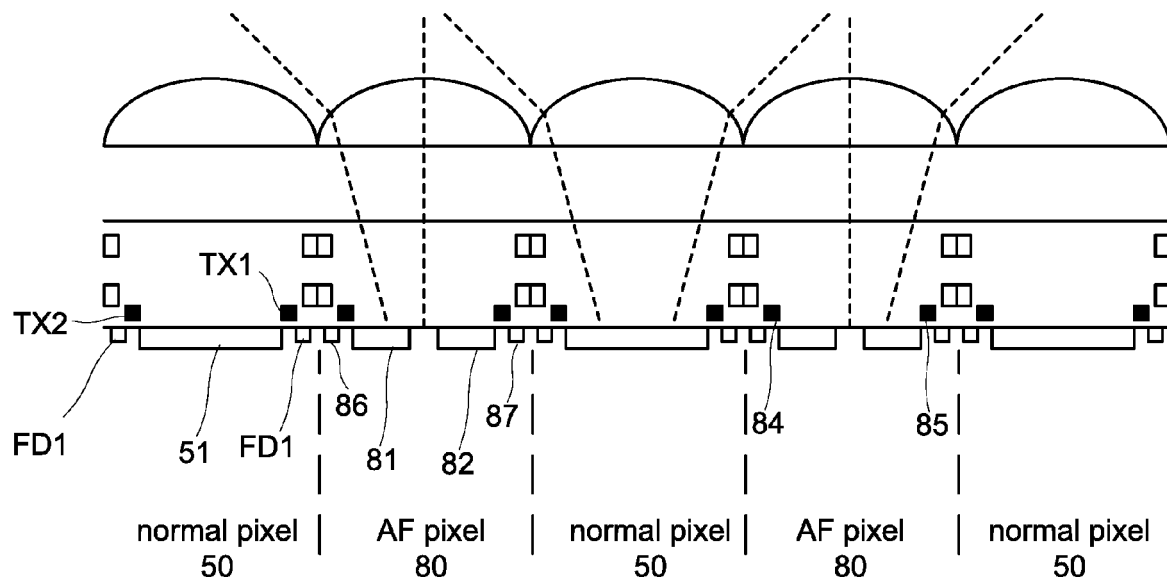 TX1
TX2
86
87
84
85
FD1
51
FD1
81
82
normal pixel
50
AF pixel
80
normal pixel
50
AF pixel
80
normal pixel
50